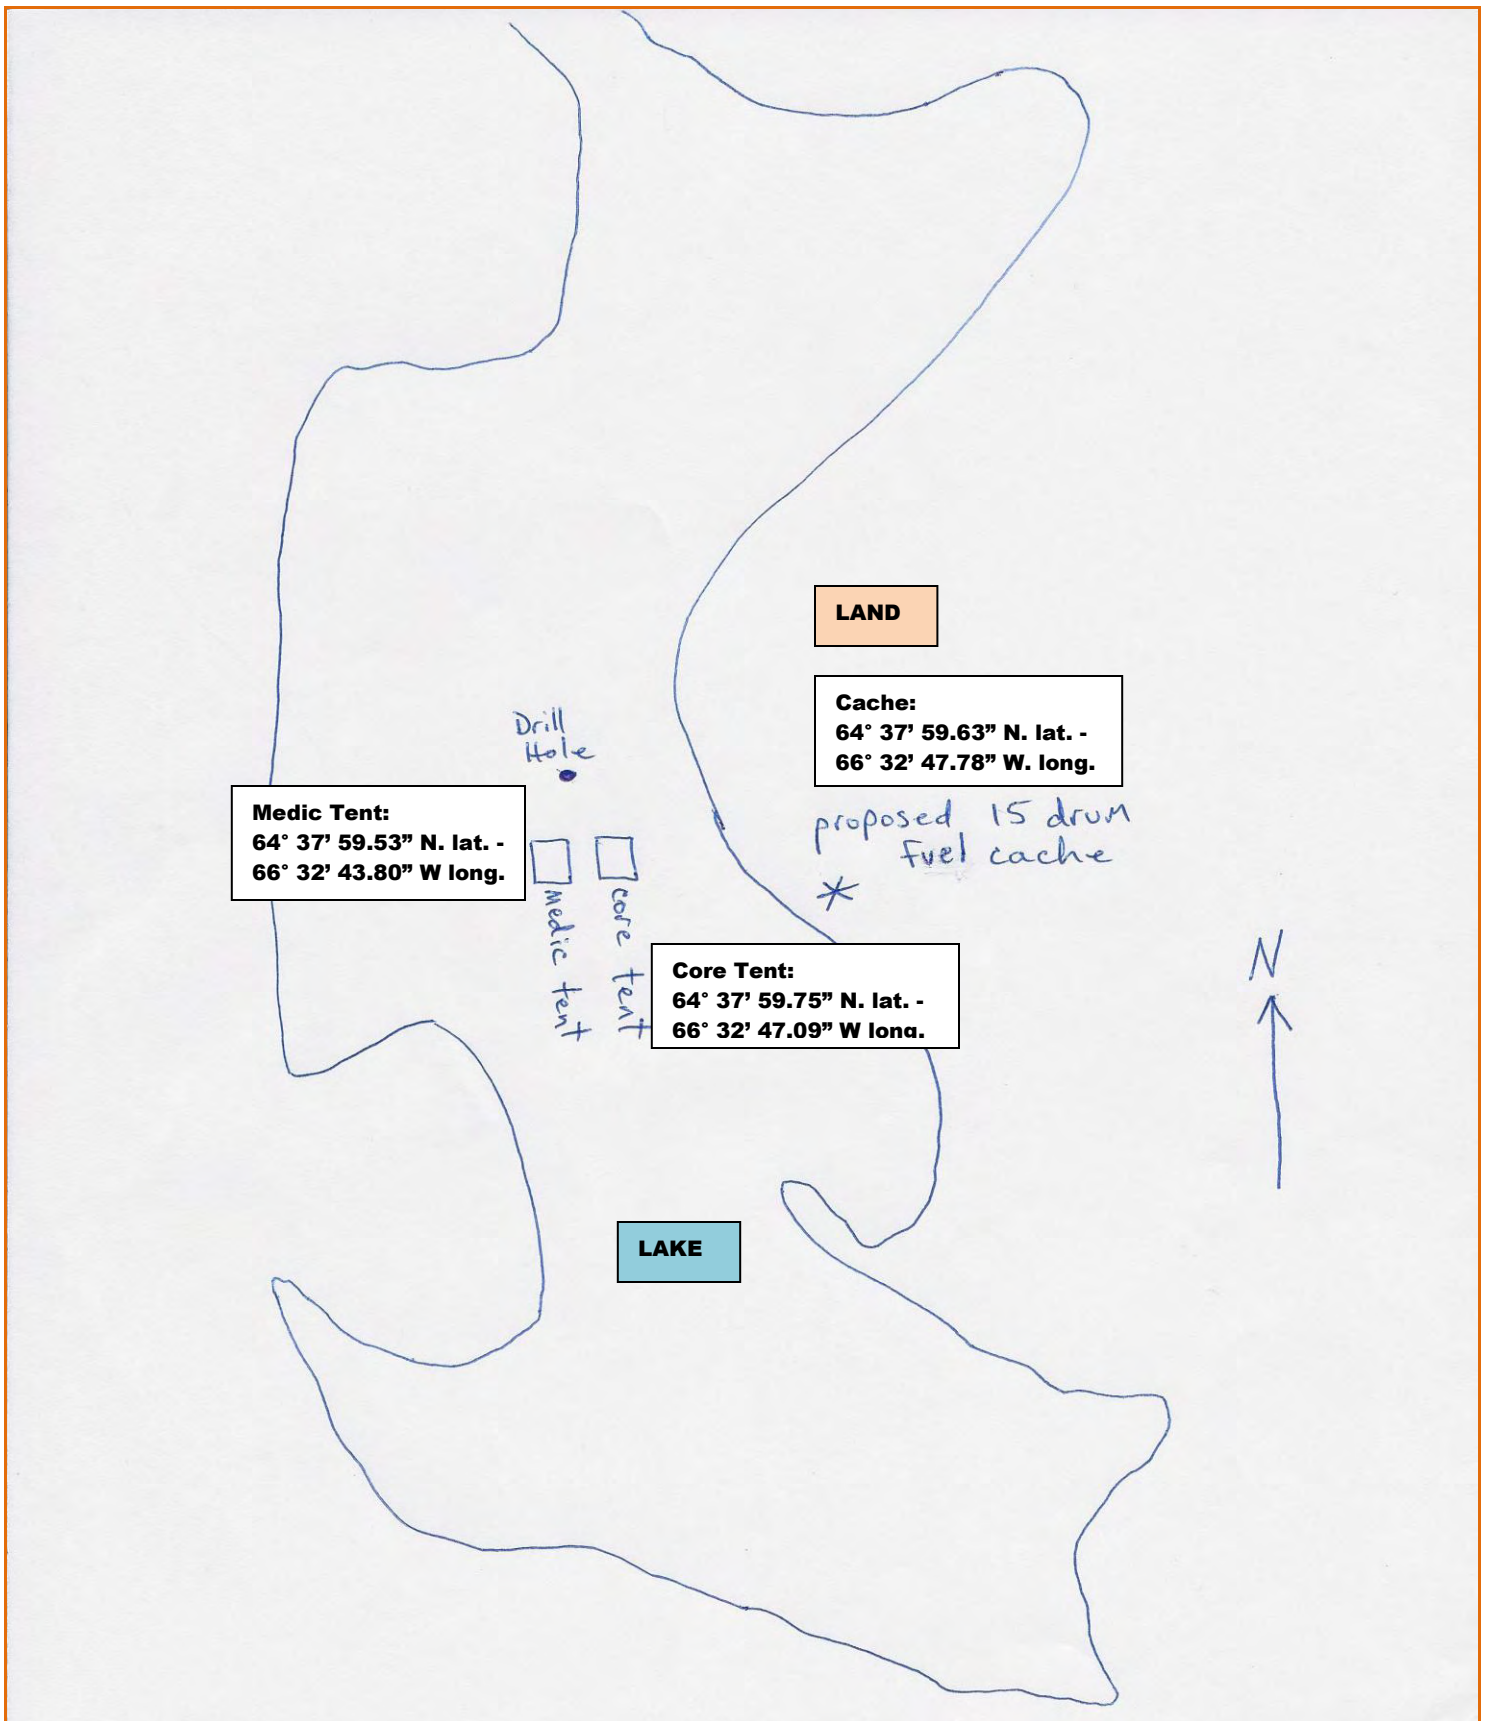 LAND
Cache:
64° 37’ 59.63” N. lat. -
66° 32’ 47.78” W. long.
Drill
Hole
proposed 15 drum
fuel cache
Medic Tent:
64° 37’ 59.53” N. lat. -
66° 32’ 43.80” W long.
medic tent
core tent
Core Tent:
64° 37’ 59.75” N. lat. -
66° 32’ 47.09” W long.
N
LAKE